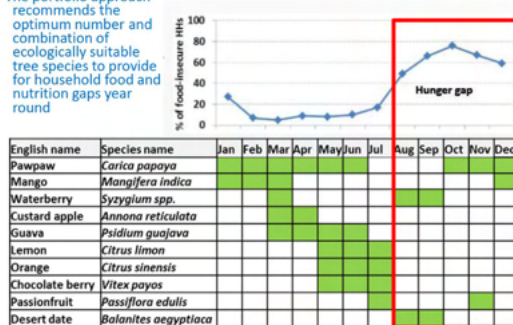 recommends the
optimum number and
combination of
ecologically suitable
tree species to provide
for household food and
nutrition gaps year
round
% of food-insecure HHs
100
80
60
40
20
0
Hunger gap
English name Species name Jan Feb Mar Apr May Jun Jul Aug Sep Oct Nov Dec
Pawpaw Carica papaya
Mango Mangifera indica
Waterberry Syzygium spp.
Custard apple Annona reticulata
Guava Psidium guajava
Lemon Citrus limon
Orange Citrus sinensis
Chocolate berry Vitex payos
Passionfruit Passiflora edulis
Desert date Balanites aegyptiaca